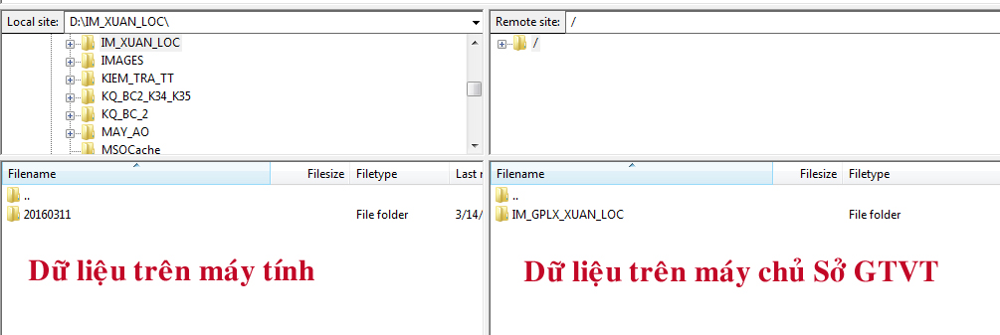 Local site: D:\IM_XUAN_LOC\
IM_XUAN_LOC
IMAGES
KIEM_TRA_TT
KQ_BC2_K34_K35
KQ_BC_2
MAY_AO
MSOCache
Filename Filesize Filetype Last r
..
20160311 File folder 3/14/
Dữ liệu trên máy tính
Remote site: /
/
Filename Filesize Filetype
..
IM_GPLX_XUAN_LOC File folder
Dữ liệu trên máy chủ Sở GTVT